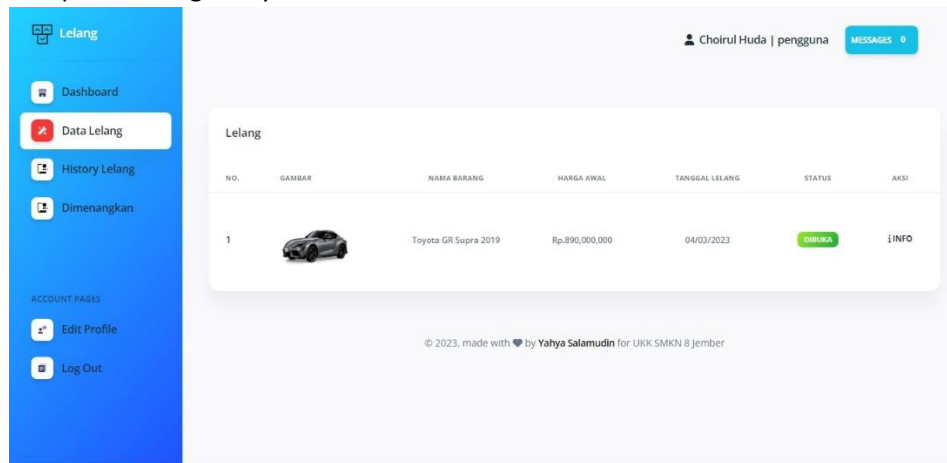 Lelang
Choirul Huda | pengguna
MESSAGES 0
Dashboard
Data Lelang
History Lelang
Dimenangkan
ACCOUNT PAGES
Edit Profile
Log Out
Lelang
NO. GAMBAR NAMA BARANG HARGA AWAL TANGGAL LELANG STATUS AKSI
1 Toyota GR Supra 2019 Rp.890,000,000 04/03/2023 DIBUKA i INFO
© 2023, made with by Yahya Salamudin for UKK SMKN 8 Jember